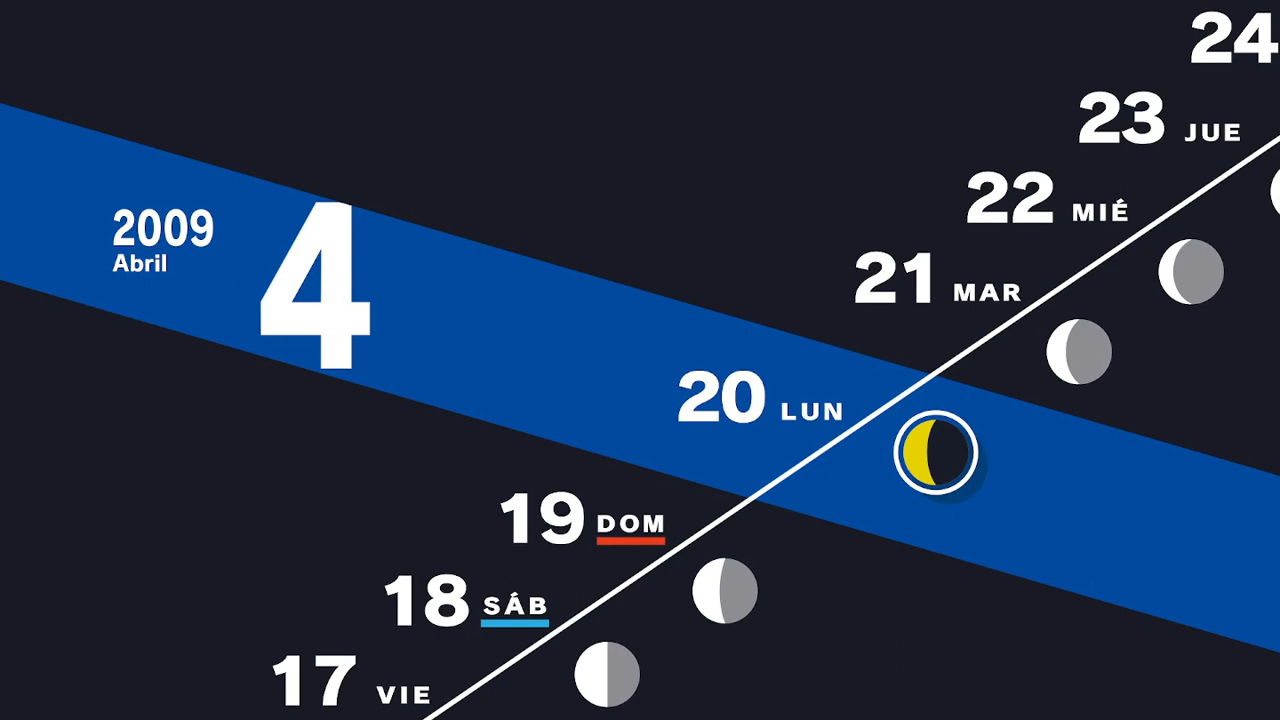 24
23 JUE
22 MIÉ
2009
Abril
4
21 MAR
20 LUN
19 DOM
18 SÁB
17 VIE